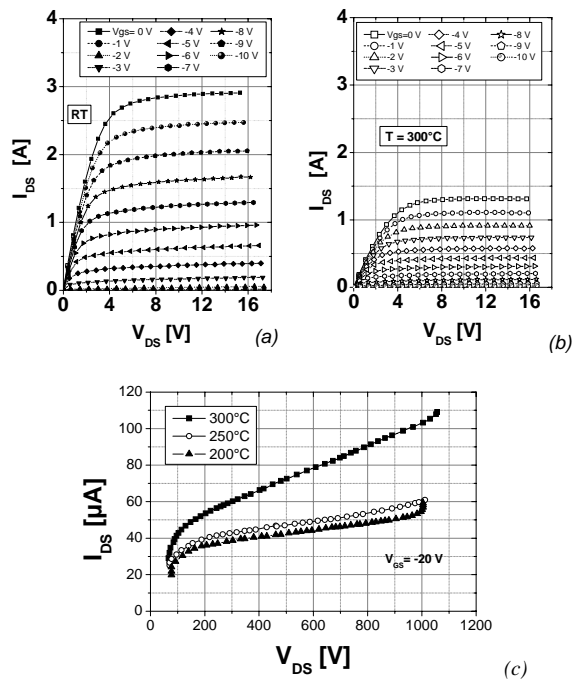 4
Vgs= 0 V -4 V -8 V
-1 V -5 V -9 V
-2 V -6 V -10 V
-3 V -7 V
3
RT
2
1
0
I_DS [A]
0 4 8 12 16
V_DS [V]
(a)
4
Vgs=0 V -4 V -8 V
-1 V -5 V -9 V
-2 V -6 V -10 V
-3 V -7 V
3
T = 300°C
2
1
0
I_DS [A]
0 4 8 12 16
V_DS [V]
(b)
120
100
80
60
40
20
0
I_DS [µA]
300°C
250°C
200°C
V_GS= -20 V
0 200 400 600 800 1000 1200
V_DS [V]
(c)